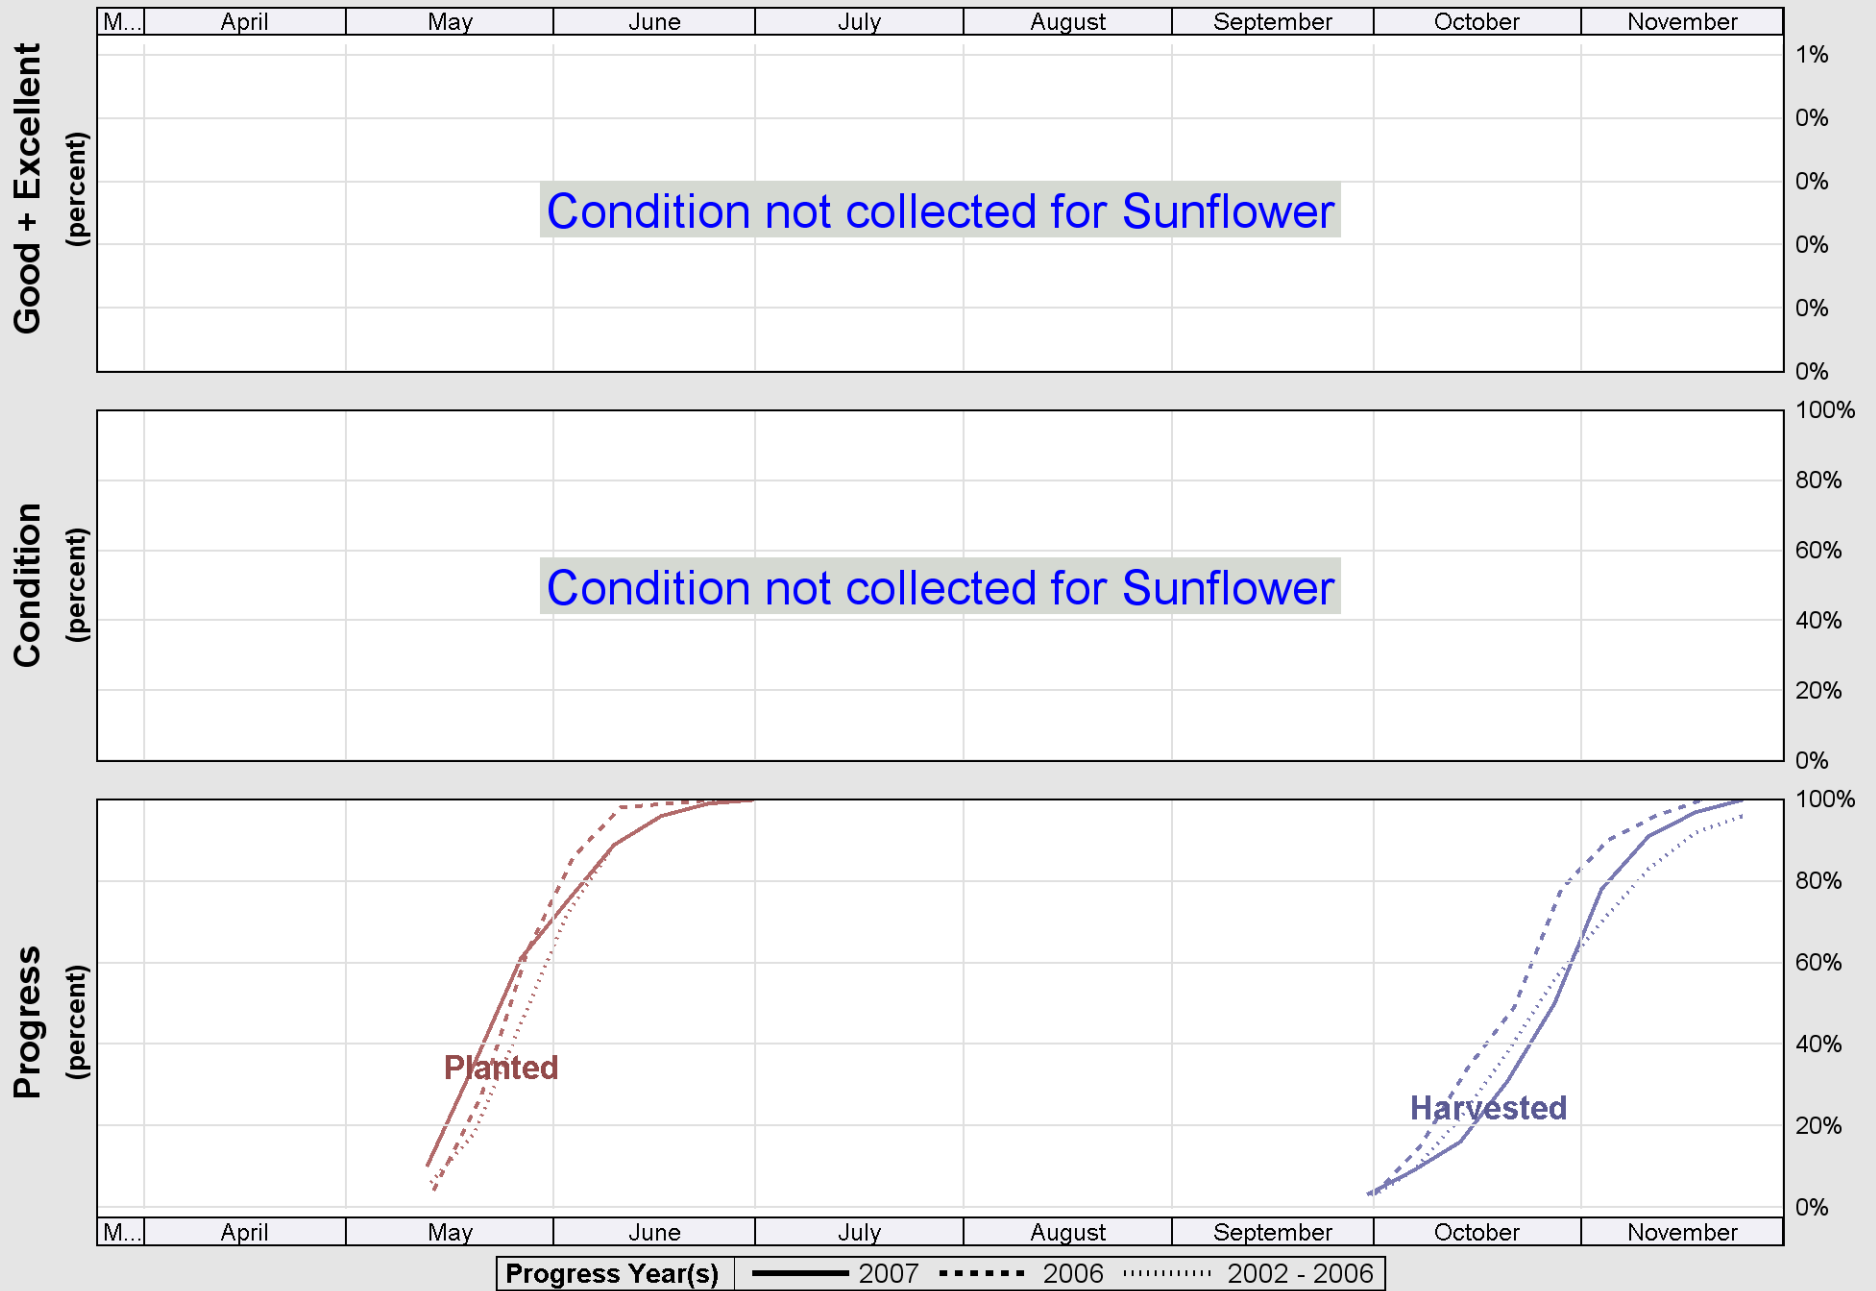 M... April May June July August September October November
Good + Excellent
(percent)
1%
0%
0%
0%
0%
0%
Condition not collected for Sunflower
Condition
(percent)
100%
80%
60%
40%
20%
0%
Condition not collected for Sunflower
Progress
(percent)
100%
80%
60%
40%
20%
0%
Planted
Harvested
M... April May June July August September October November
Progress Year(s) 2007 2006 2002 - 2006